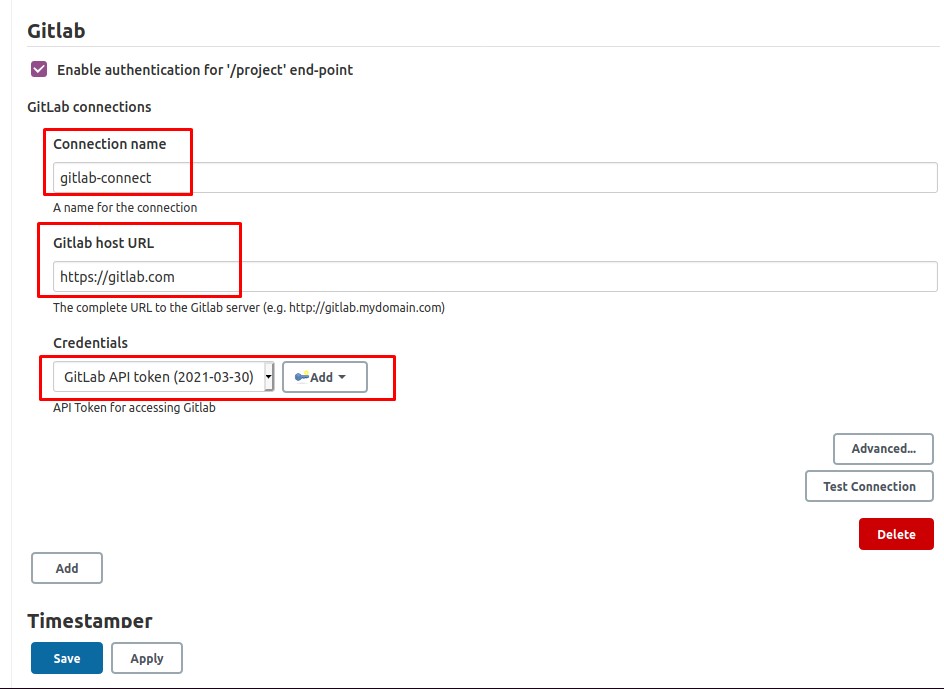 Gitlab
Enable authentication for '/project' end-point
GitLab connections
Connection name
gitlab-connect
A name for the connection
Gitlab host URL
https://gitlab.com
The complete URL to the Gitlab server (e.g. http://gitlab.mydomain.com)
Credentials
GitLab API token (2021-03-30) Add
API Token for accessing Gitlab
Advanced...
Test Connection
Delete
Add
Timestamper
Save Apply